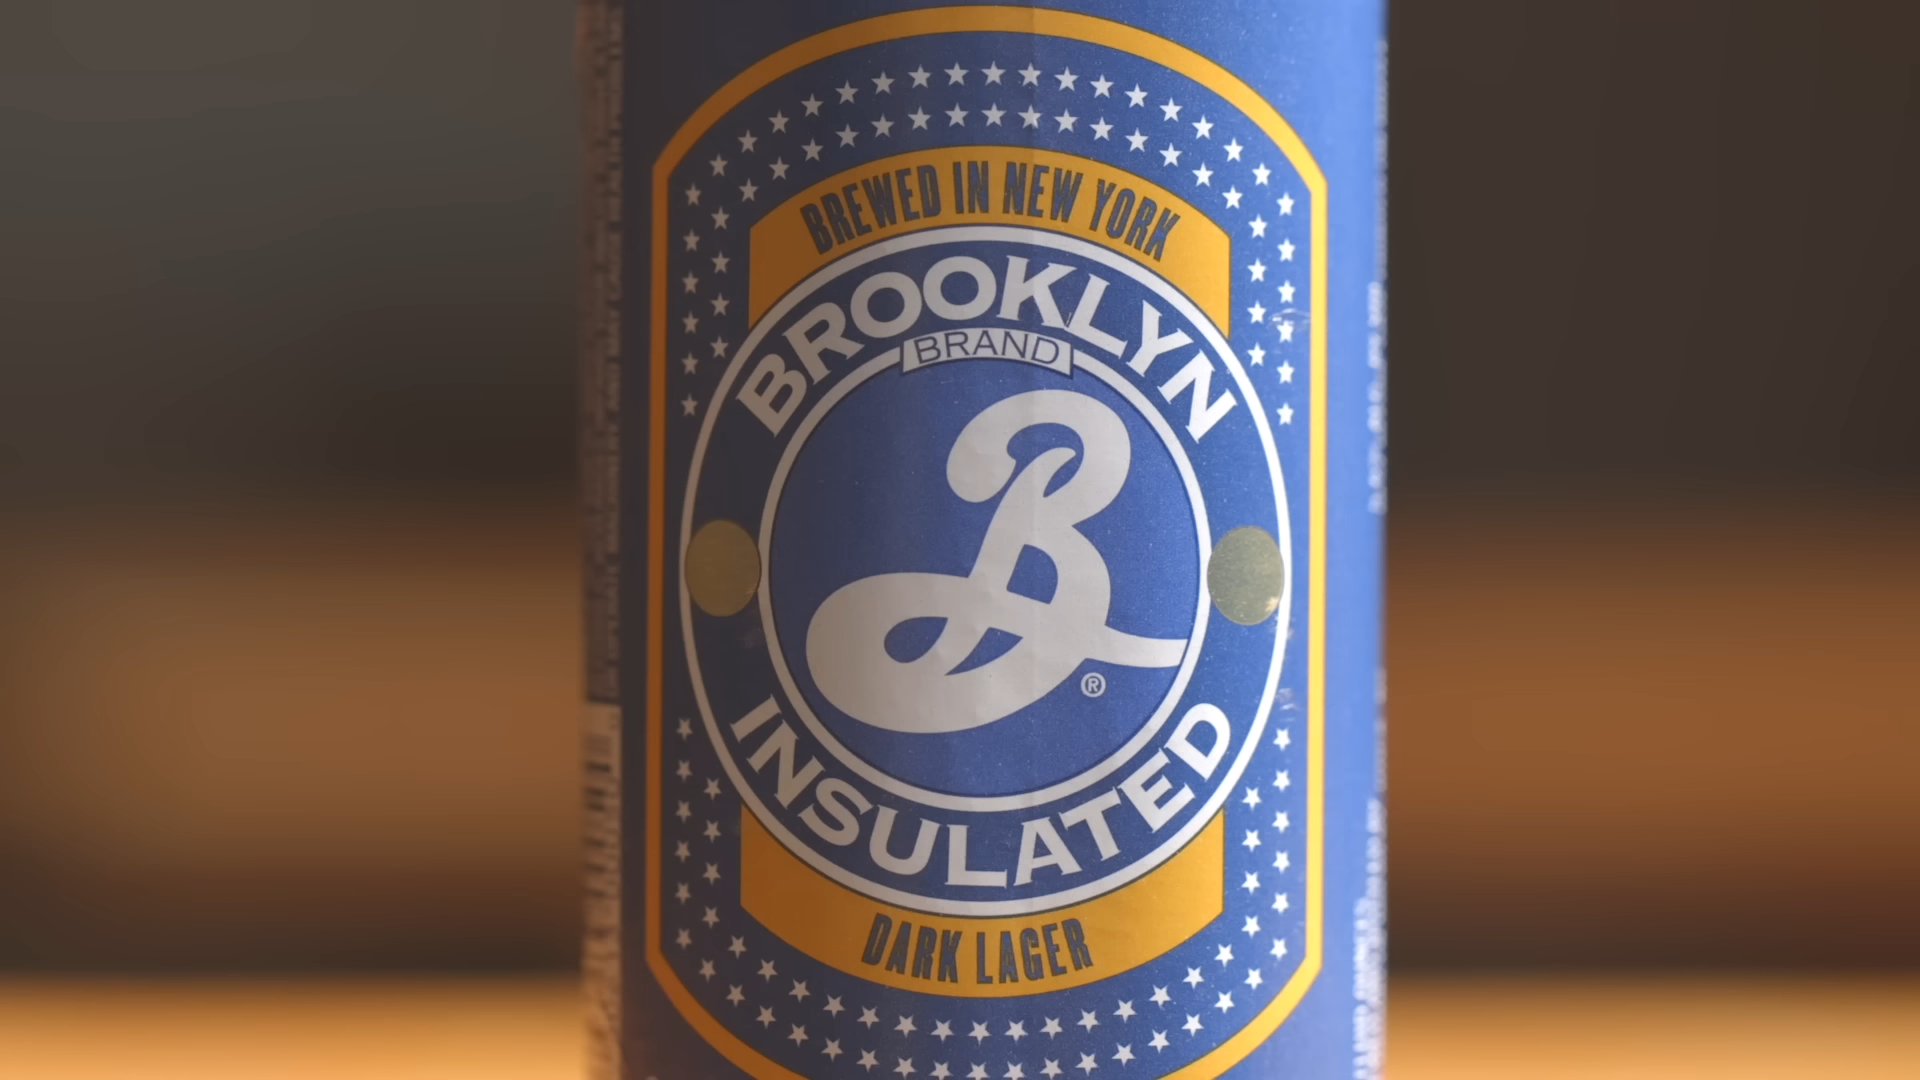 BREWED IN NEW YORK
BROOKLYN
BRAND
B
®
INSULATED
DARK LAGER